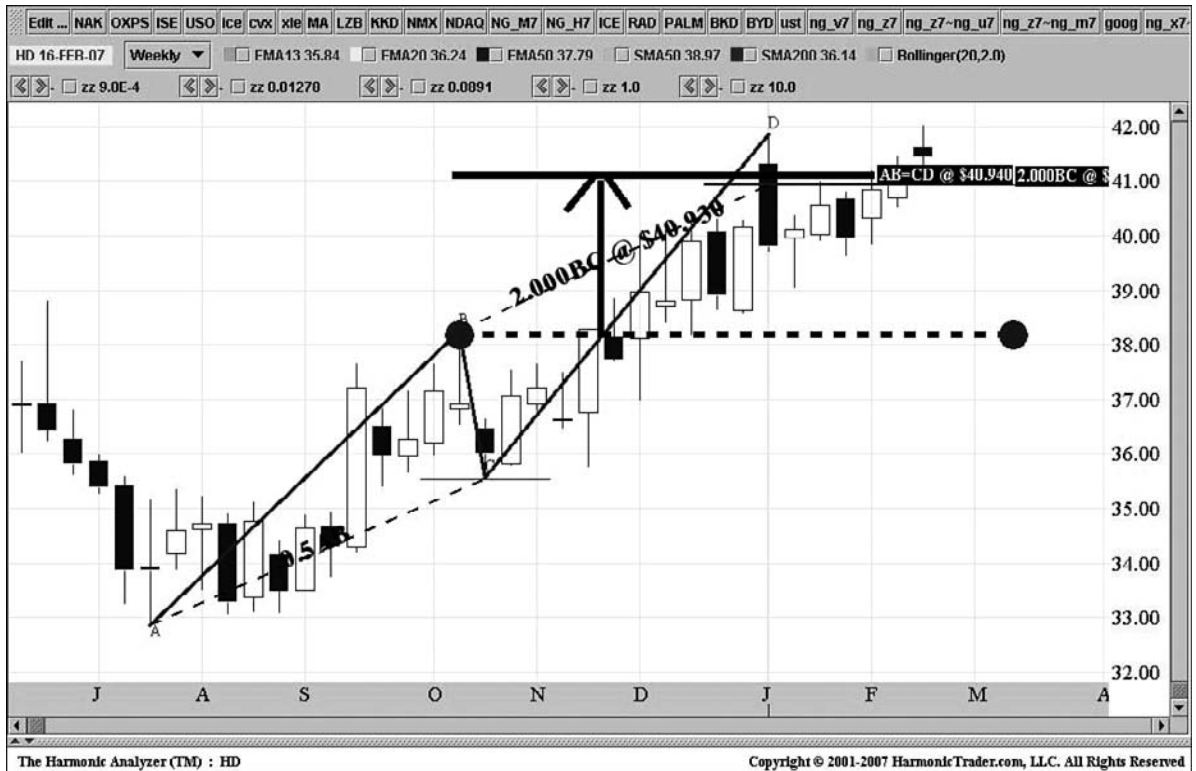 Edit ... NAK OXPS ISE USO Ice cvx xle MA LZB KKD NMX NDAQ NG_M7 NG_H7 ICE RAD PALM BKD BYD ust ng_v7 ng_z7 ng_z7~ng_u7 ng_z7~ng_m7 goog ng_x7~
HD 16-FEB-07 Weekly EMA13 35.84 EMA20 36.24 EMA50 37.79 SMA50 38.97 SMA200 36.14 Bollinger(20,2.0)
zz 9.0E-4 zz 0.01270 zz 0.0891 zz 1.0 zz 10.0
D
42.00
AB=CD @ $40.940 2.000BC @ $
41.00
2.000BC @ $40.930
40.00
39.00
B
38.00
37.00
C
36.00
35.00
0.5AB
34.00
33.00
A
32.00
J A S O N D J F M A
The Harmonic Analyzer (TM) : HD
Copyright © 2001-2007 HarmonicTrader.com, LLC. All Rights Reserved